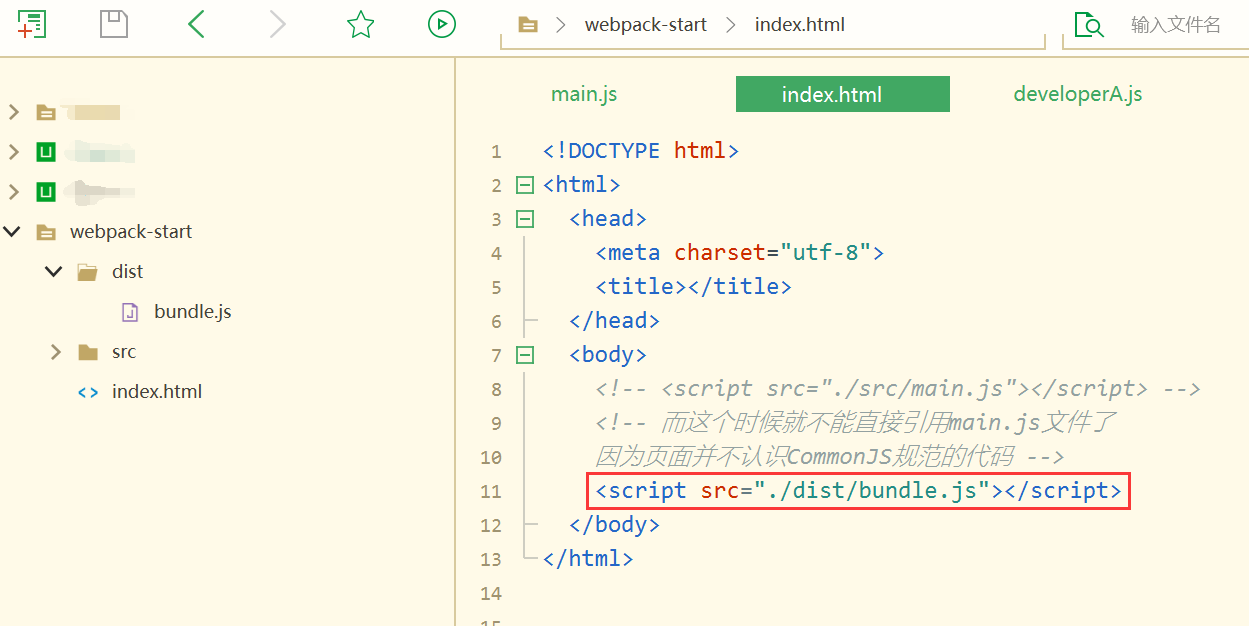 webpack-start
index.html
输入文件名
webpack-start
dist
bundle.js
src
index.html
main.js
index.html
developerA.js
1 <!DOCTYPE html>
2 <html>
3 <head>
4 <meta charset="utf-8">
5 <title></title>
6 </head>
7 <body>
8 <!-- <script src="./src/main.js"></script> -->
9 <!-- 而这个时候就不能直接引用main.js文件了
10 因为页面并不认识CommonJS规范的代码 -->
11 <script src="./dist/bundle.js"></script>
12 </body>
13 </html>
14
15